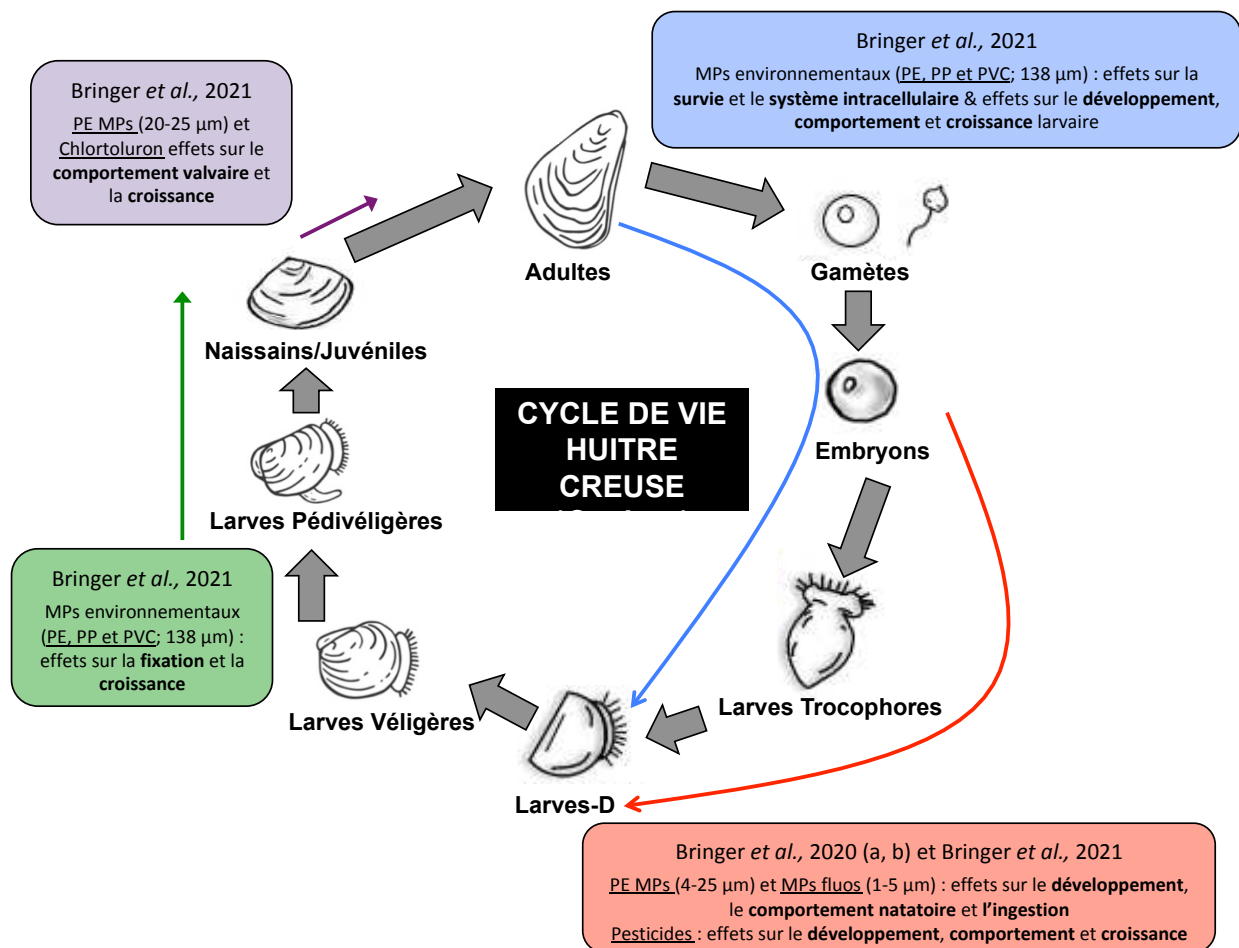 Bringer et al., 2021
MPs environnementaux (PE, PP et PVC; 138 µm) : effets sur la
survie et le système intracellulaire & effets sur le développement,
comportement et croissance larvaire
Bringer et al., 2021
PE MPs (20-25 µm) et
Chlortoluron effets sur le
comportement valvaire et
la croissance
Adultes
Gamètes
Naissains/Juvéniles
CYCLE DE VIE
HUITRE
CREUSE
Embryons
Larves Pédivéligères
Bringer et al., 2021
MPs environnementaux
(PE, PP et PVC; 138 µm) :
effets sur la fixation et la
croissance
Larves Véligères
Larves Trocophores
Larves-D
Bringer et al., 2020 (a, b) et Bringer et al., 2021
PE MPs (4-25 µm) et MPs fluos (1-5 µm) : effets sur le développement,
le comportement natatoire et l'ingestion
Pesticides : effets sur le développement, comportement et croissance